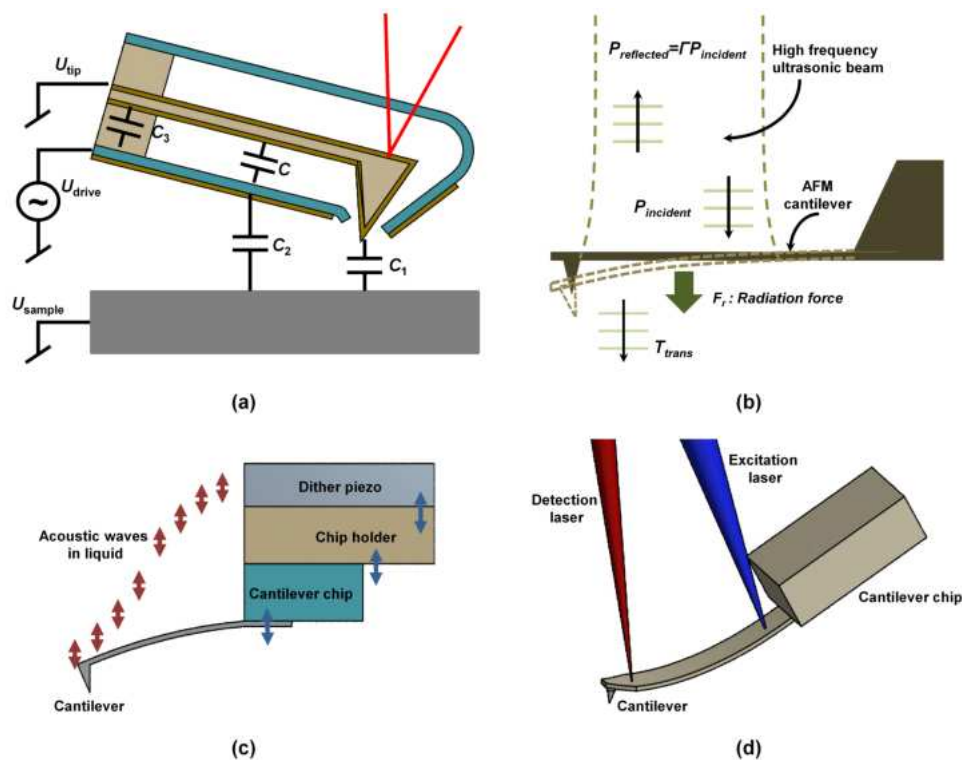 U_tip
C_3
U_drive
~
C
C_2
C_1
U_sample
(a)
P_reflected=ΓP_incident
High frequency
ultrasonic beam
P_incident
AFM
cantilever
F_r : Radiation force
T_trans
(b)
Dither piezo
Acoustic waves
in liquid
Chip holder
Cantilever chip
Cantilever
(c)
Excitation
laser
Detection
laser
Cantilever chip
Cantilever
(d)